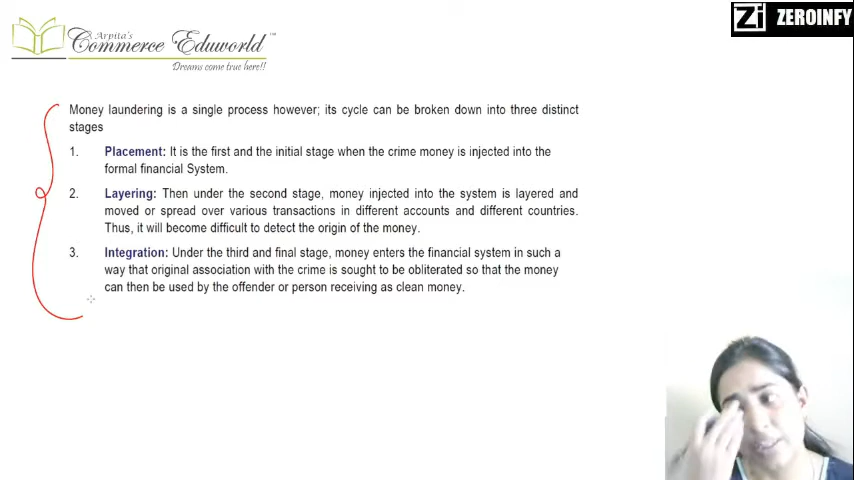 Arpita's
Commerce Eduworld™
Dreams come true here!!
Zi ZEROINFY
Money laundering is a single process however; its cycle can be broken down into three distinct
stages
1. Placement: It is the first and the initial stage when the crime money is injected into the
formal financial System.
2. Layering: Then under the second stage, money injected into the system is layered and
moved or spread over various transactions in different accounts and different countries.
Thus, it will become difficult to detect the origin of the money.
3. Integration: Under the third and final stage, money enters the financial system in such a
way that original association with the crime is sought to be obliterated so that the money
can then be used by the offender or person receiving as clean money.